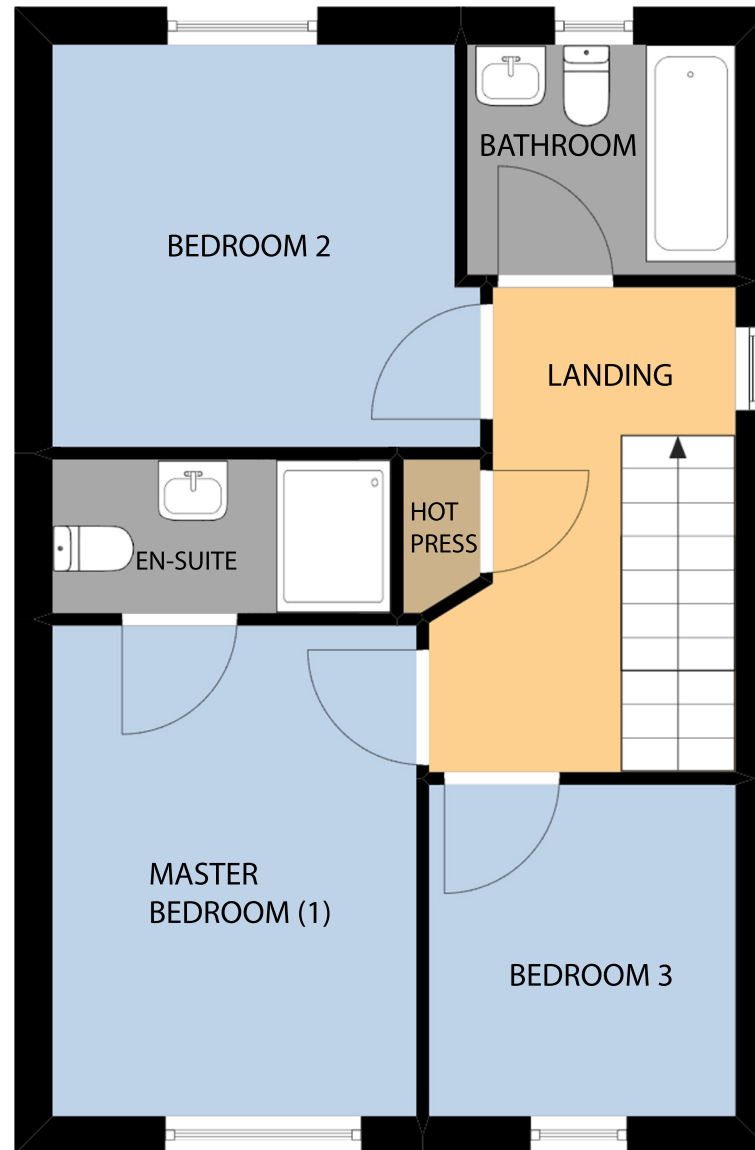 BATHROOM
BEDROOM 2
LANDING
HOT
PRESS
EN-SUITE
MASTER
BEDROOM (1)
BEDROOM 3